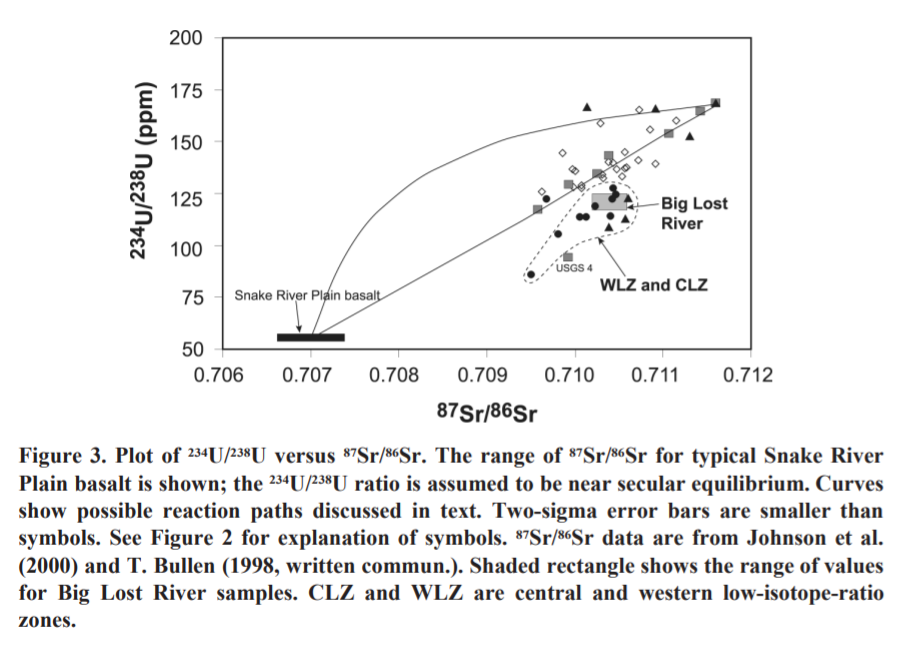 200
175
150
125
100
75
50
²³⁴U/²³⁸U (ppm)
Big Lost
River
WLZ and CLZ
USGS 4
Snake River Plain basalt
0.706 0.707 0.708 0.709 0.710 0.711 0.712
⁸⁷Sr/⁸⁶Sr
Figure 3. Plot of ²³⁴U/²³⁸U versus ⁸⁷Sr/⁸⁶Sr. The range of ⁸⁷Sr/⁸⁶Sr for typical Snake River
Plain basalt is shown; the ²³⁴U/²³⁸U ratio is assumed to be near secular equilibrium. Curves
show possible reaction paths discussed in text. Two-sigma error bars are smaller than
symbols. See Figure 2 for explanation of symbols. ⁸⁷Sr/⁸⁶Sr data are from Johnson et al.
(2000) and T. Bullen (1998, written commun.). Shaded rectangle shows the range of values
for Big Lost River samples. CLZ and WLZ are central and western low-isotope-ratio
zones.